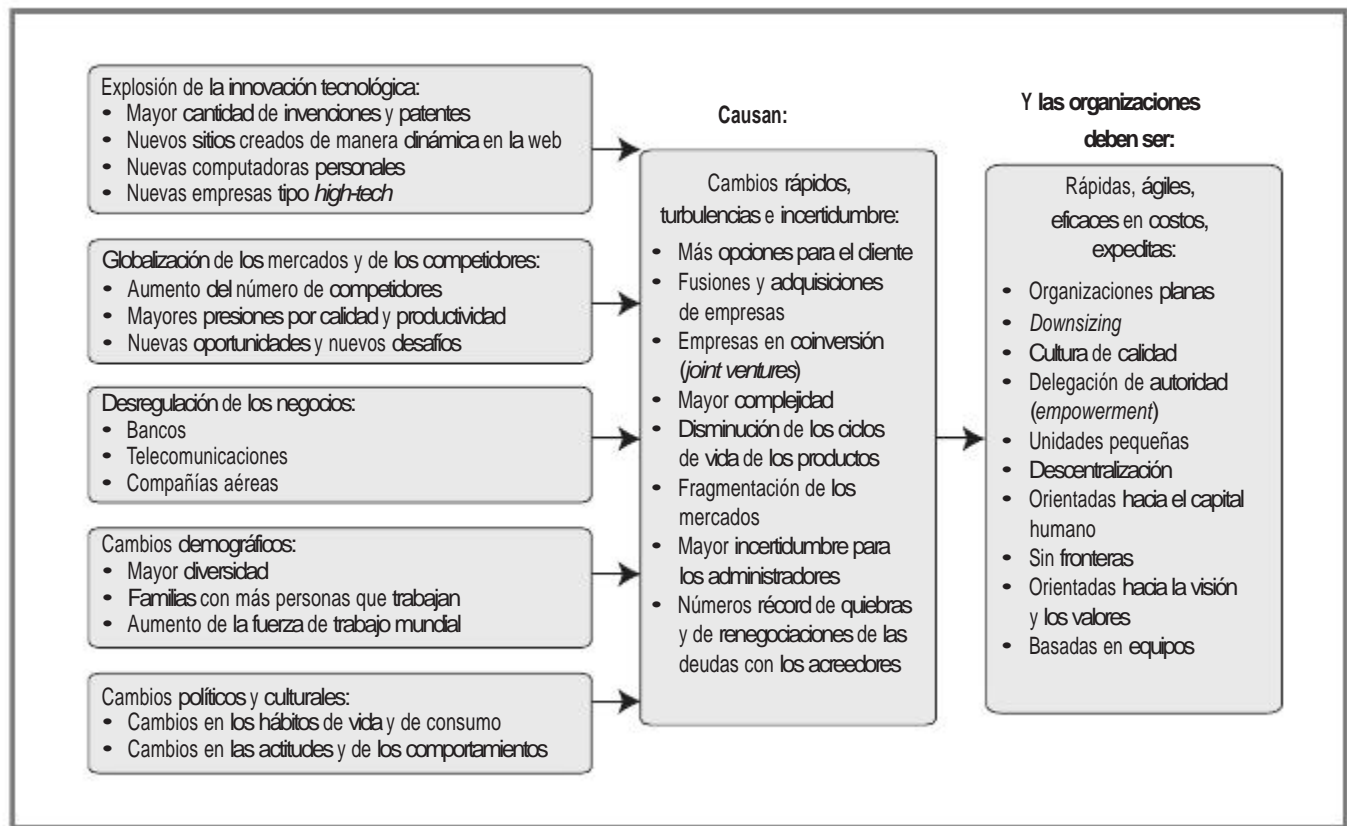 Explosión de la innovación tecnológica:
• Mayor cantidad de invenciones y patentes
• Nuevos sitios creados de manera dinámica en la web
• Nuevas computadoras personales
• Nuevas empresas tipo high-tech
Globalización de los mercados y de los competidores:
• Aumento del número de competidores
• Mayores presiones por calidad y productividad
• Nuevas oportunidades y nuevos desafíos
Desregulación de los negocios:
• Bancos
• Telecomunicaciones
• Compañías aéreas
Cambios demográficos:
• Mayor diversidad
• Familias con más personas que trabajan
• Aumento de la fuerza de trabajo mundial
Cambios políticos y culturales:
• Cambios en los hábitos de vida y de consumo
• Cambios en las actitudes y de los comportamientos
Causan:
Cambios rápidos,
turbulencias e incertidumbre:
• Más opciones para el cliente
• Fusiones y adquisiciones
de empresas
• Empresas en coinversión
(joint ventures)
• Mayor complejidad
• Disminución de los ciclos
de vida de los productos
• Fragmentación de los
mercados
• Mayor incertidumbre para
los administradores
• Números récord de quiebras
y de renegociaciones de las
deudas con los acreedores
Y las organizaciones
deben ser:
Rápidas, ágiles,
eficaces en costos,
expeditas:
• Organizaciones planas
• Downsizing
• Cultura de calidad
• Delegación de autoridad
(empowerment)
• Unidades pequeñas
• Descentralización
• Orientadas hacia el capital
humano
• Sin fronteras
• Orientadas hacia la visión
y los valores
• Basadas en equipos